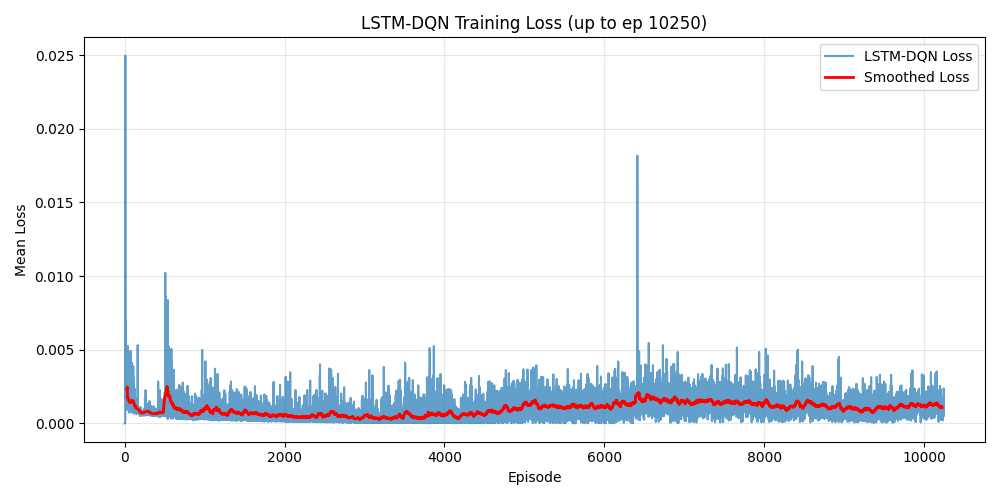 LSTM-DQN Training Loss (up to ep 10250)
LSTM-DQN Loss
Smoothed Loss
Mean Loss
0.025
0.020
0.015
0.010
0.005
0.000
0 2000 4000 6000 8000 10000
Episode